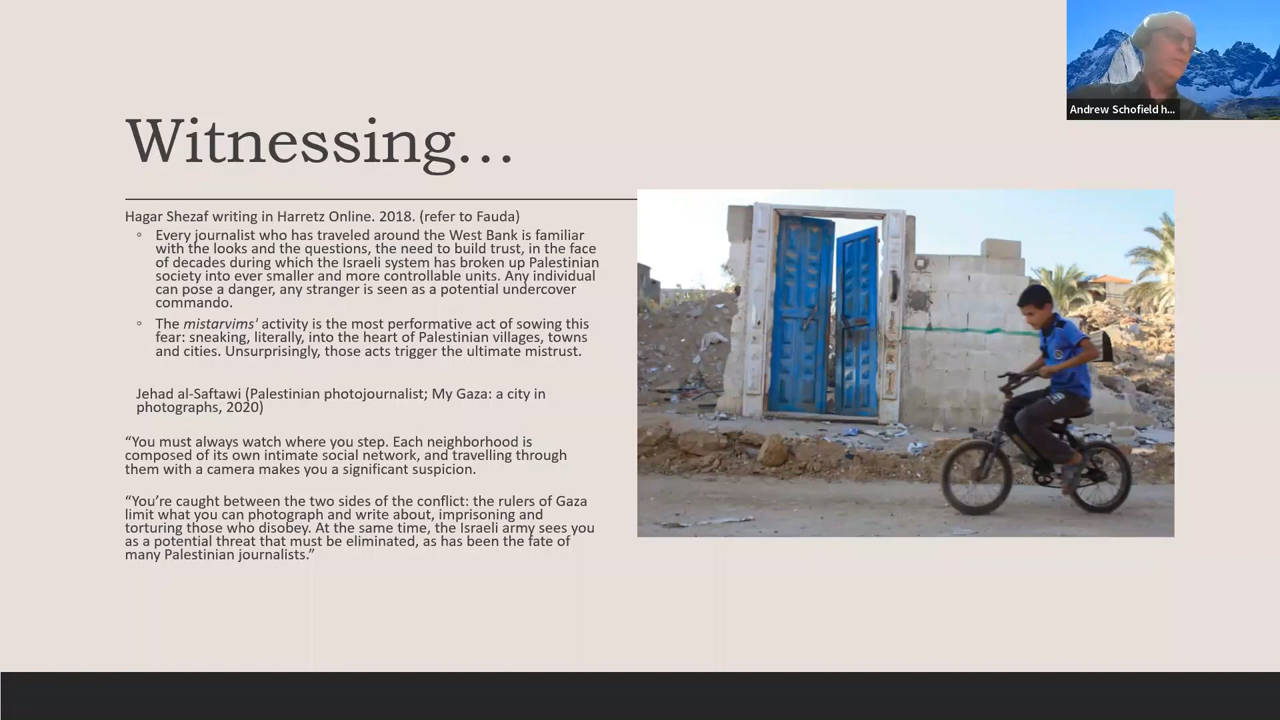 Andrew Schofield h...
Witnessing...
Hagar Shezaf writing in Harretz Online. 2018. (refer to Fauda)
◦ Every journalist who has traveled around the West Bank is familiar
with the looks and the questions, the need to build trust, in the face
of decades during which the Israeli system has broken up Palestinian
society into ever smaller and more controllable units. Any individual
can pose a danger, any stranger is seen as a potential undercover
commando.
◦ The mistarvims' activity is the most performative act of sowing this
fear: sneaking, literally, into the heart of Palestinian villages, towns
and cities. Unsurprisingly, those acts trigger the ultimate mistrust.
Jehad al-Saftawi (Palestinian photojournalist; My Gaza: a city in
photographs, 2020)
“You must always watch where you step. Each neighborhood is
composed of its own intimate social network, and travelling through
them with a camera makes you a significant suspicion.
“You’re caught between the two sides of the conflict: the rulers of Gaza
limit what you can photograph and write about, imprisoning and
torturing those who disobey. At the same time, the Israeli army sees you
as a potential threat that must be eliminated, as has been the fate of
many Palestinian journalists.”